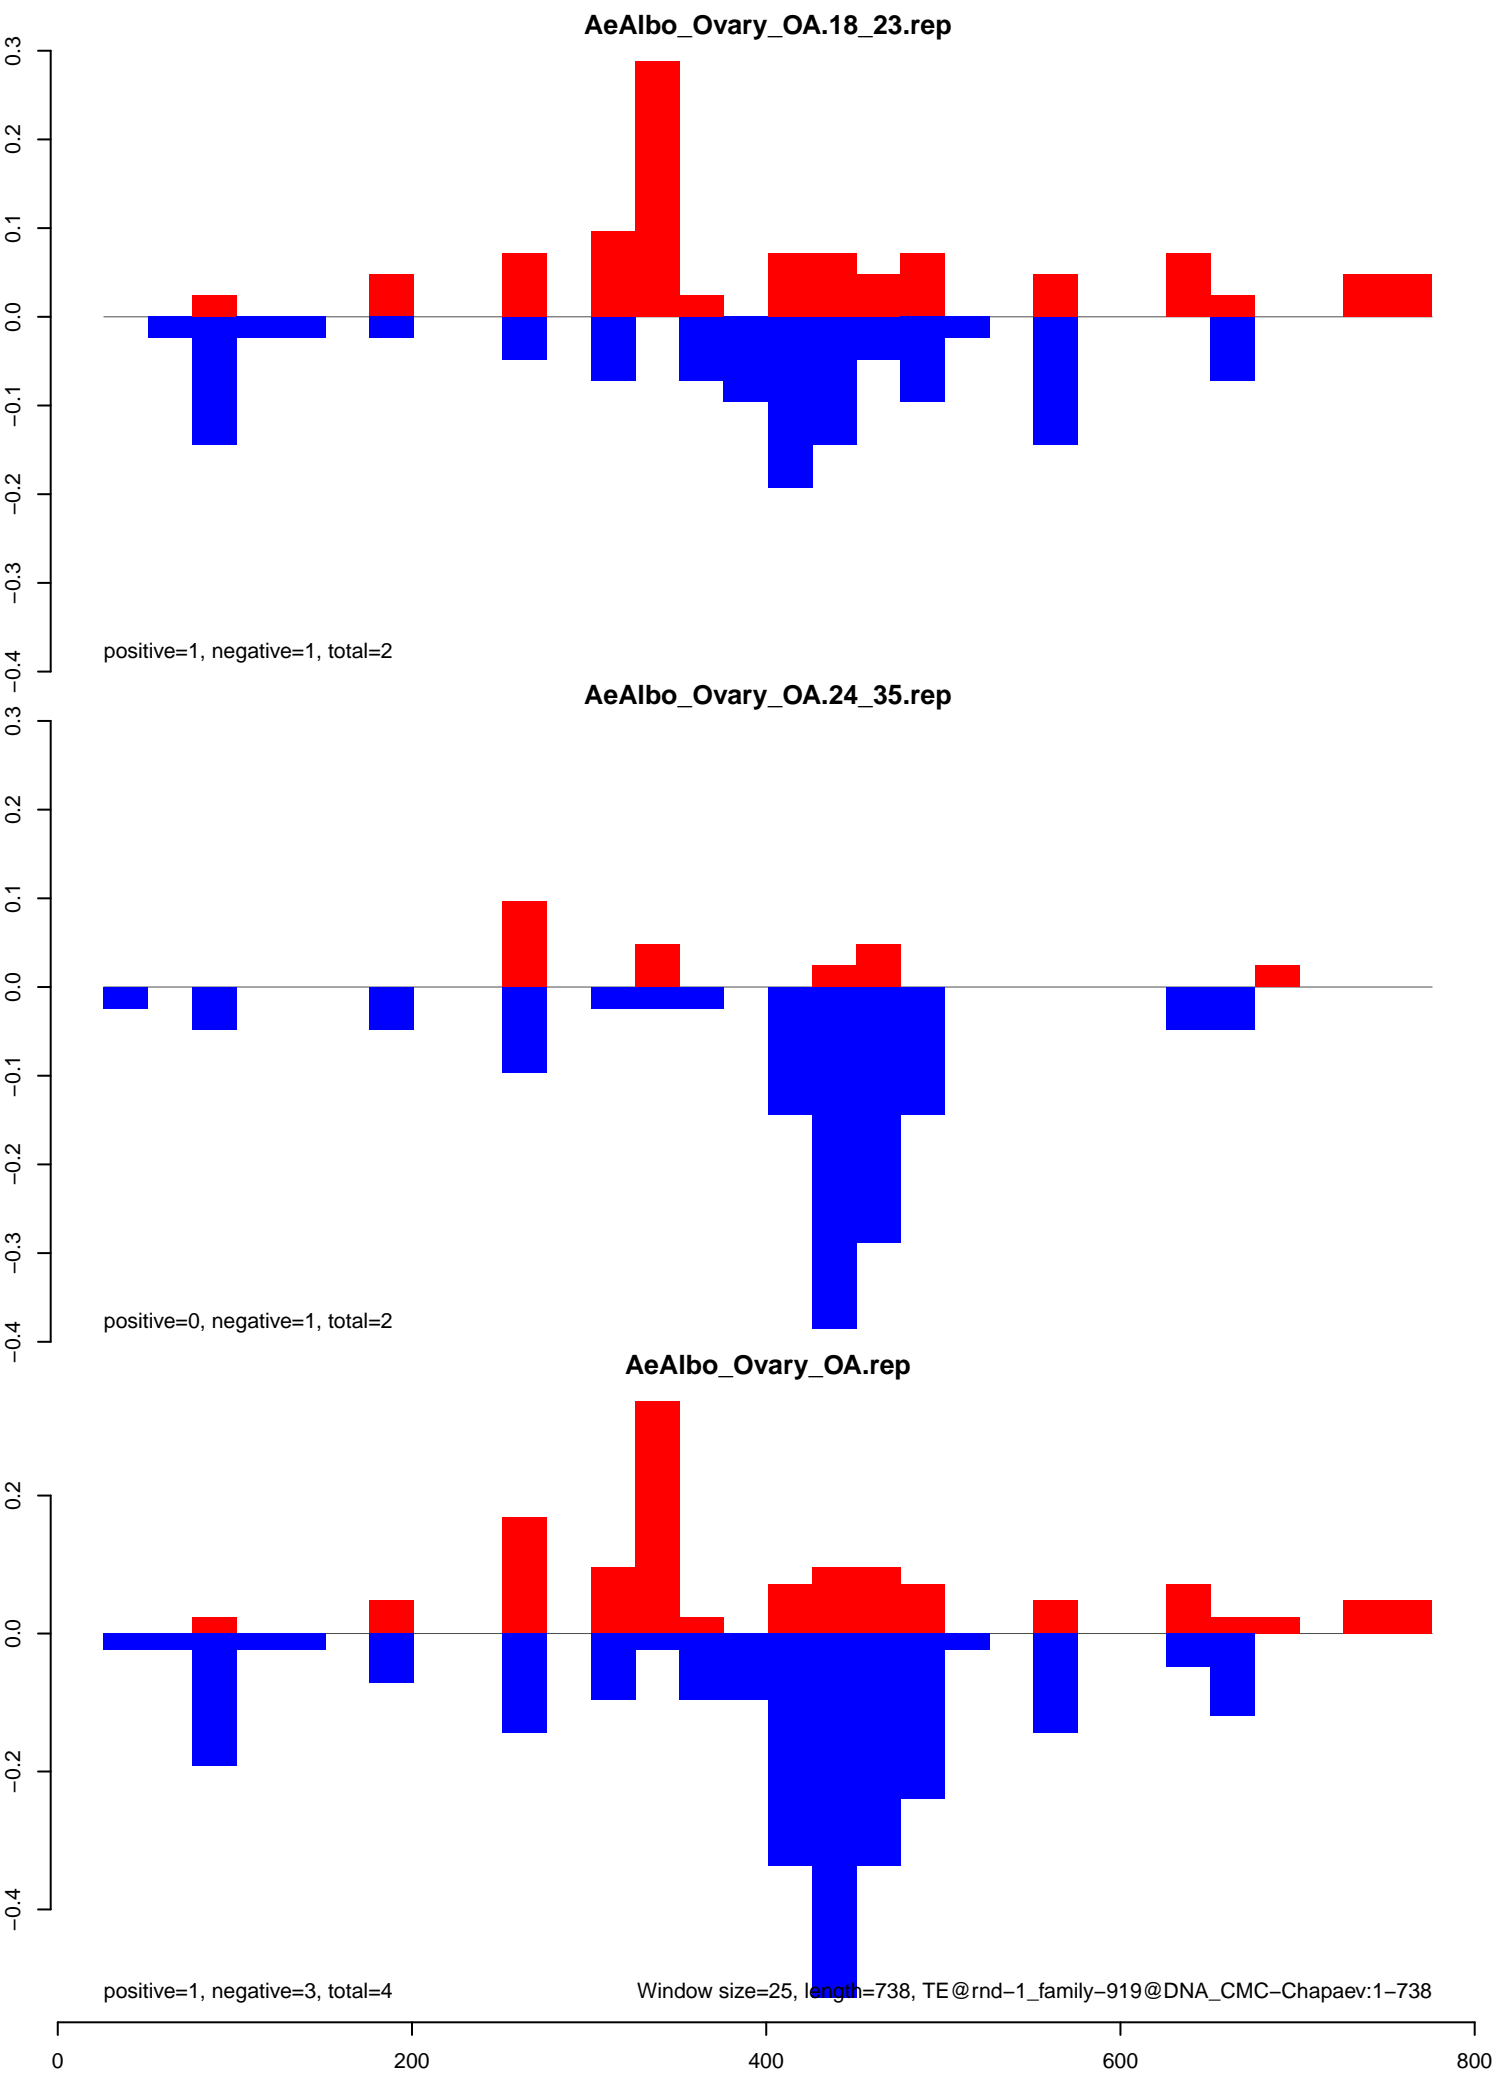 AeAlbo_Ovary_OA.18_23.rep
0.3
0.2
0.1
0.0
−0.1
−0.2
−0.3
−0.4
positive=1, negative=1, total=2
AeAlbo_Ovary_OA.24_35.rep
0.3
0.2
0.1
0.0
−0.1
−0.2
−0.3
−0.4
positive=0, negative=1, total=2
AeAlbo_Ovary_OA.rep
0.2
0.0
−0.2
−0.4
positive=1, negative=3, total=4
Window size=25, length=738, TE@rnd−1_family−919@DNA_CMC−Chapaev:1−738
0 200 400 600 800